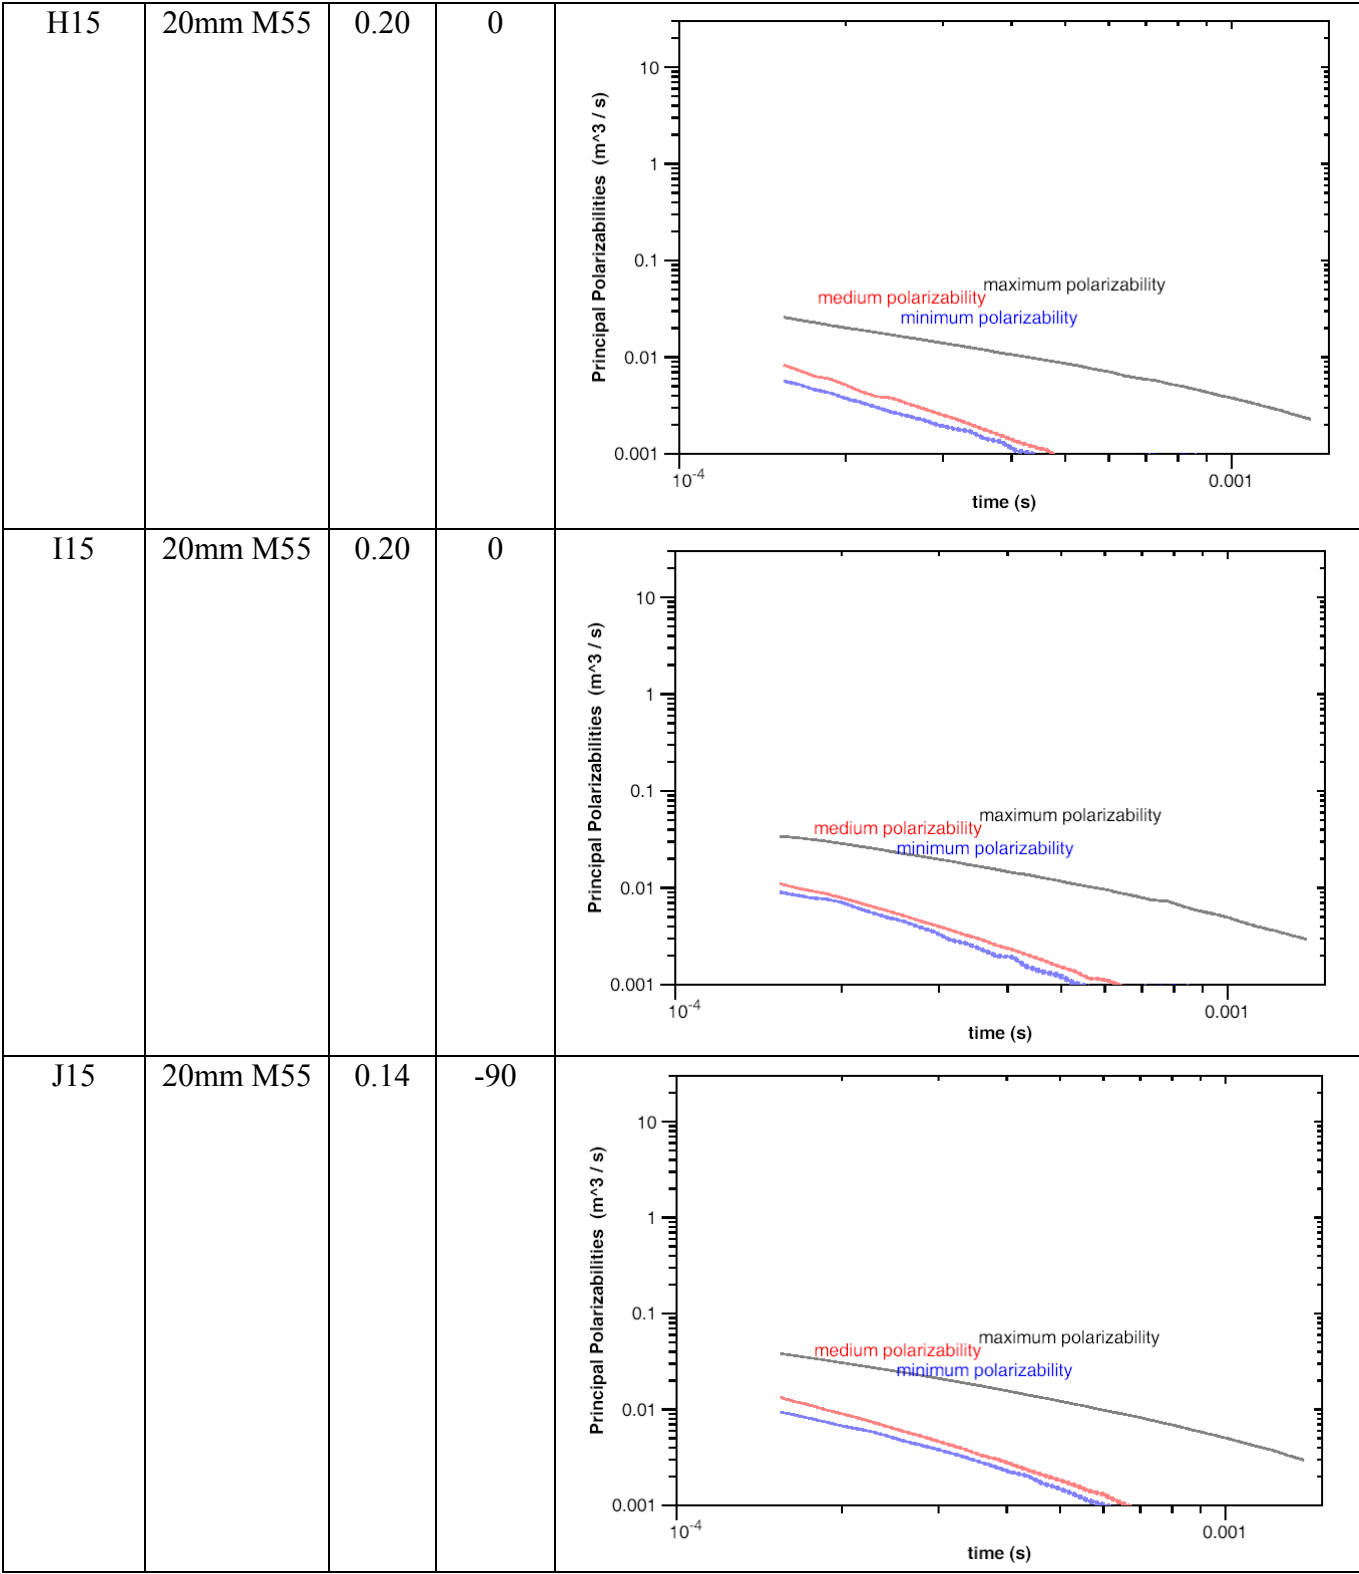 H15 20mm M55 0.20 0
10
1
0.1
0.01
0.001
Principal Polarizabilities (m^3 / s)
maximum polarizability
medium polarizability
minimum polarizability
10-4 0.001
time (s)
I15 20mm M55 0.20 0
10
1
0.1
0.01
0.001
Principal Polarizabilities (m^3 / s)
maximum polarizability
medium polarizability
minimum polarizability
10-4 0.001
time (s)
J15 20mm M55 0.14 -90
10
1
0.1
0.01
0.001
Principal Polarizabilities (m^3 / s)
maximum polarizability
medium polarizability
minimum polarizability
10-4 0.001
time (s)